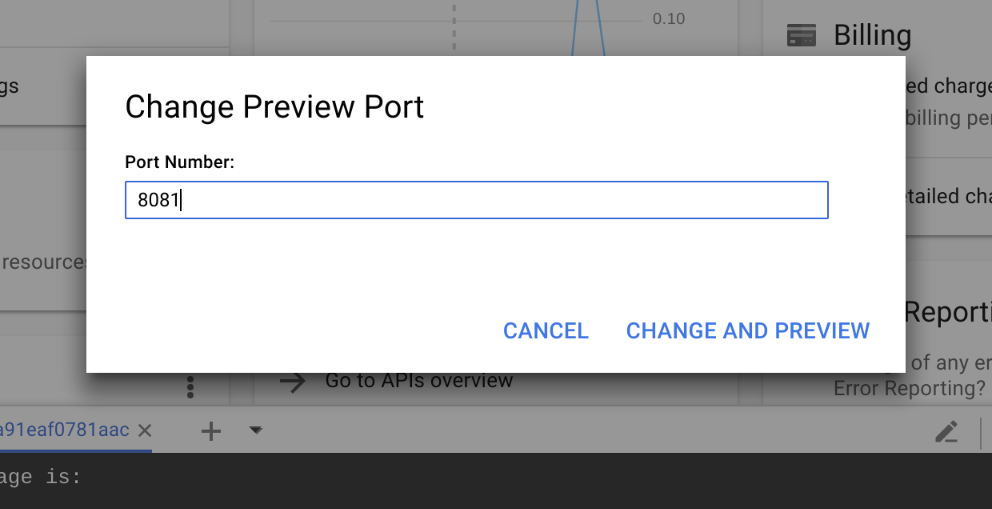 0.10
Billing
gs
ed charge
billing per
Change Preview Port
Port Number:
8081
tailed cha
resources
CANCEL
CHANGE AND PREVIEW
Reporti
of any er
Error Reporting?
Go to APIs overview
a91eaf0781aac
age is: